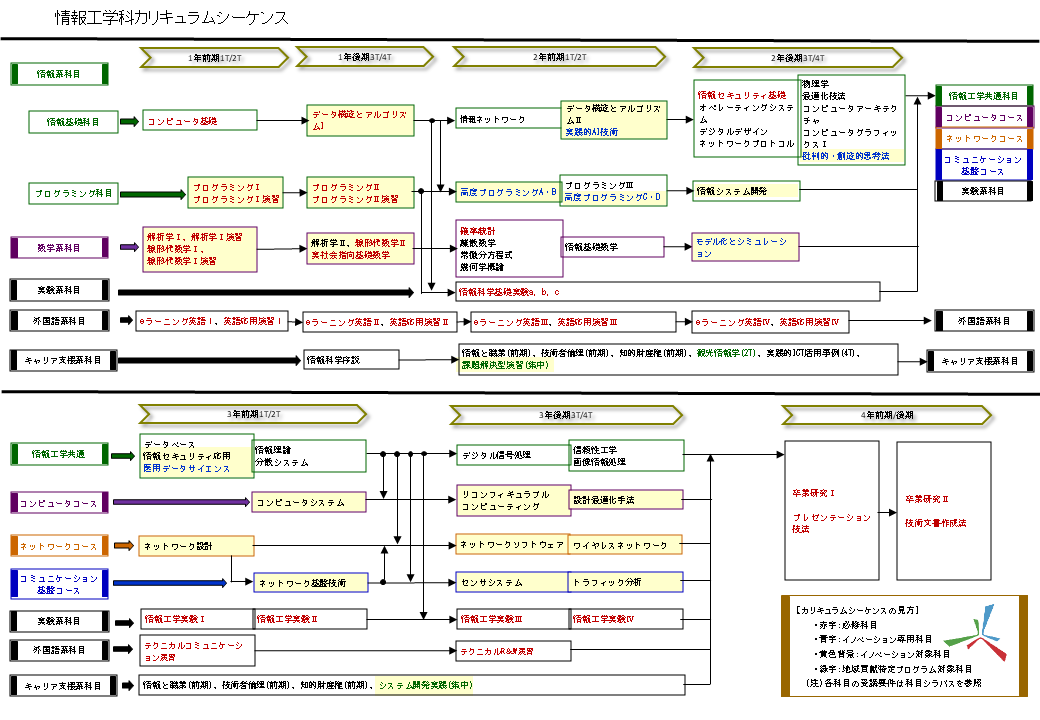 情報工学科カリキュラムシーケンス
1年前期1T/2T
1年後期3T/4T
2年前期1T/2T
2年後期3T/4T
情報系科目
情報基礎科目
コンピュータ基礎
データ構造とアルゴリズ
ムⅠ
情報ネットワーク
データ構造とアルゴリズ
ムⅡ
実践的AI技術
情報セキュリティ基礎
オペレーティングシステ
ム
デジタルデザイン
ネットワークプロトコル
物理学
最適化技法
コンピュータアーキテク
チャ
コンピュータグラフィッ
クスⅠ
批判的・創造的思考法
情報工学共通科目
コンピュータコース
ネットワークコース
コミュニケーション
基盤コース
実験系科目
プログラミング科目
プログラミングⅠ
プログラミングⅠ演習
プログラミングⅡ
プログラミングⅡ演習
高度プログラミングA・B
プログラミングⅢ
高度プログラミングC・D
情報システム開発
数学系科目
解析学Ⅰ、解析学Ⅰ演習
線形代数学Ⅰ、
線形代数学Ⅰ演習
解析学Ⅱ、線形代数学Ⅱ
実社会指向基礎数学
確率統計
離散数学
常微分方程式
幾何学概論
情報基礎数学
モデル化とシミュレーシ
ョン
実験系科目
情報科学基礎実験a、b、c
外国語系科目
eラーニング英語Ⅰ、英語応用演習Ⅰ
eラーニング英語Ⅱ、英語応用演習Ⅱ
eラーニング英語Ⅲ、英語応用演習Ⅲ
eラーニング英語Ⅳ、英語応用演習Ⅳ
外国語系科目
キャリア支援系科目
情報科学序説
情報と職業(前期)、技術者倫理(前期)、知的財産権(前期)、観光情報学(2T)、実践的ICT活用事例(4T)、
課題解決型演習(集中)
キャリア支援系科目
3年前期1T/2T
3年後期3T/4T
4年前期/後期
情報工学共通
データベース
情報セキュリティ応用
医用データサイエンス
情報理論
分散システム
デジタル信号処理
信頼性工学
画像情報処理
コンピュータコース
コンピュータシステム
リコンフィギュラブル
コンピューティング
設計最適化手法
卒業研究Ⅰ
プレゼンテーション
技法
卒業研究Ⅱ
技術文書作成法
ネットワークコース
ネットワーク設計
ネットワークソフトウェア
ワイヤレスネットワーク
コミュニケーション
基盤コース
ネットワーク基盤技術
センサシステム
トラフィック分析
実験系科目
情報工学実験Ⅰ
情報工学実験Ⅱ
情報工学実験Ⅲ
情報工学実験Ⅳ
外国語系科目
テクニカルコミュニケーシ
ョン演習
テクニカルR&W演習
キャリア支援系科目
情報と職業(前期)、技術者倫理(前期)、知的財産権(前期)、システム開発実践(集中)
[カリキュラムシーケンスの見方]
・赤字：必修科目
・青字：イノベーション専用科目
・黄色背景：イノベーション対象科目
・緑字：地域貢献特定プログラム対象科目
(注)各科目の受講要件は科目シラバスを参照